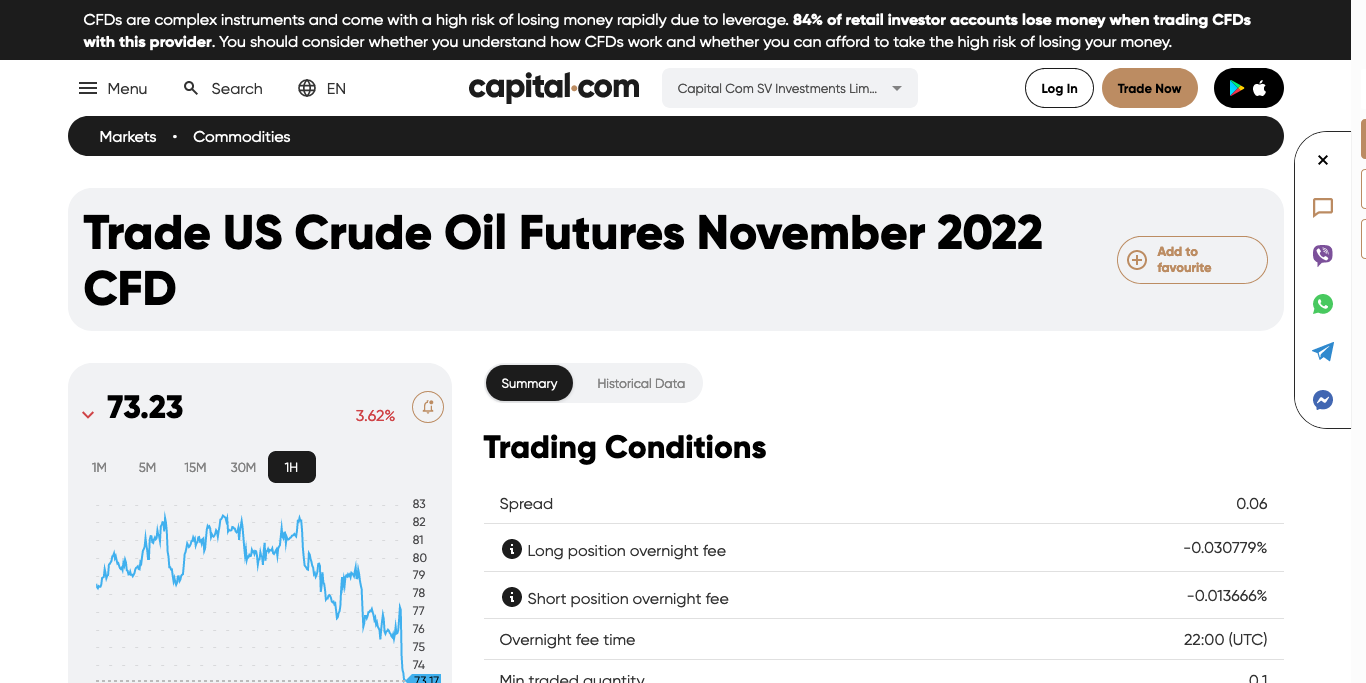 CFDs are complex instruments and come with a high risk of losing money rapidly due to leverage. 84% of retail investor accounts lose money when trading CFDs
with this provider. You should consider whether you understand how CFDs work and whether you can afford to take the high risk of losing your money.
Menu Search EN capital.com Capital Com SV Investments Lim... Log In Trade Now
Markets • Commodities
Trade US Crude Oil Futures November 2022
CFD
Add to
favourite
73.23 3.62%
1M 5M 15M 30M 1H
83
82
81
80
79
78
77
76
75
74
73.17
Summary Historical Data
Trading Conditions
Spread 0.06
Long position overnight fee -0.030779%
Short position overnight fee -0.013666%
Overnight fee time 22:00 (UTC)
Min traded quantity 0.1